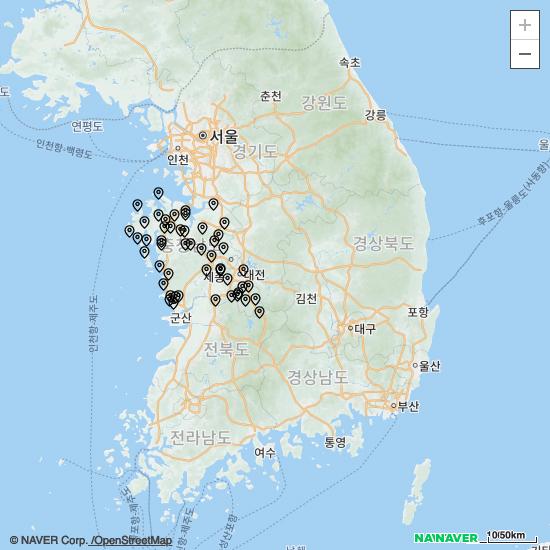 +
−
속초
춘천
강원도
강릉
도
연평도
서울
울
인천
경기도
인천항-백령도
후포항-울릉도(사동항)
경상북도
대전
세종
김천
포항
인천항-제주도
군산
대구
전북도
울산
경상남도
부산
전라남도
통영
여수
© NAVER Corp. /OpenStreetMap
NAVER
10/50km